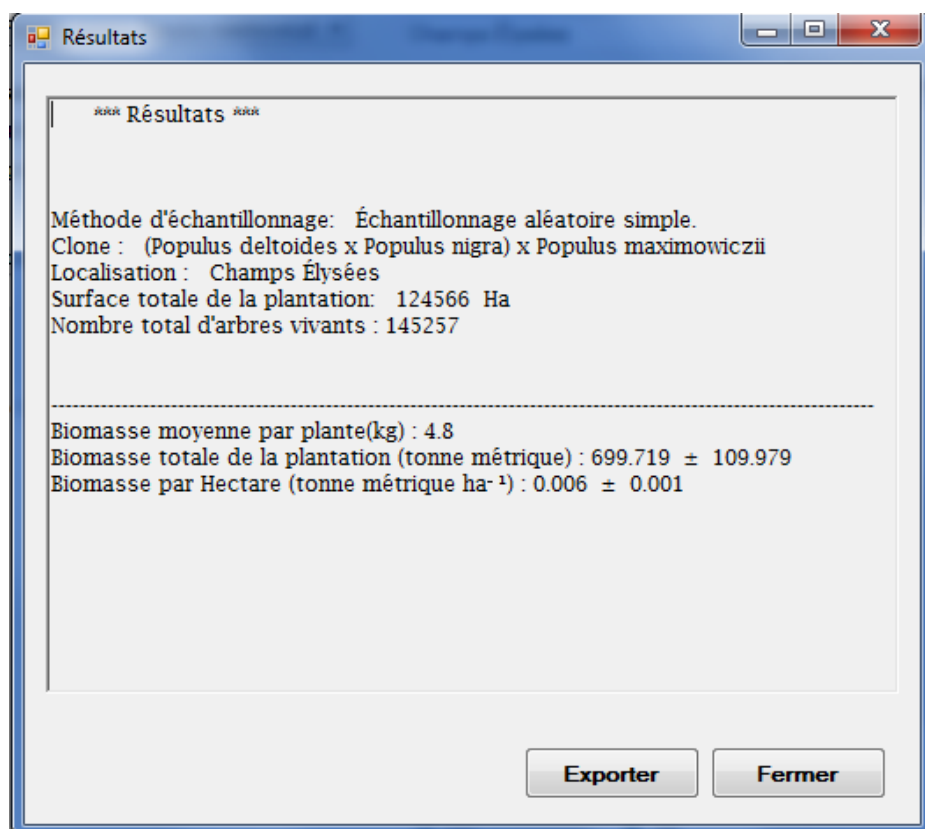 Résultats
*** Résultats ***
Méthode d'échantillonnage: Échantillonnage aléatoire simple.
Clone : (Populus deltoides x Populus nigra) x Populus maximowiczii
Localisation : Champs Élysées
Surface totale de la plantation: 124566 Ha
Nombre total d'arbres vivants : 145257
Biomasse moyenne par plante(kg) : 4.8
Biomasse totale de la plantation (tonne métrique) : 699.719 ± 109.979
Biomasse par Hectare (tonne métrique ha⁻¹) : 0.006 ± 0.001
Exporter Fermer